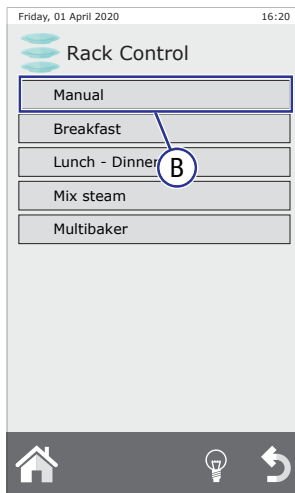 Friday, 01 April 2020 16:20
Rack Control
Manual
Breakfast
Lunch - Dinner
B
Mix steam
Multibaker